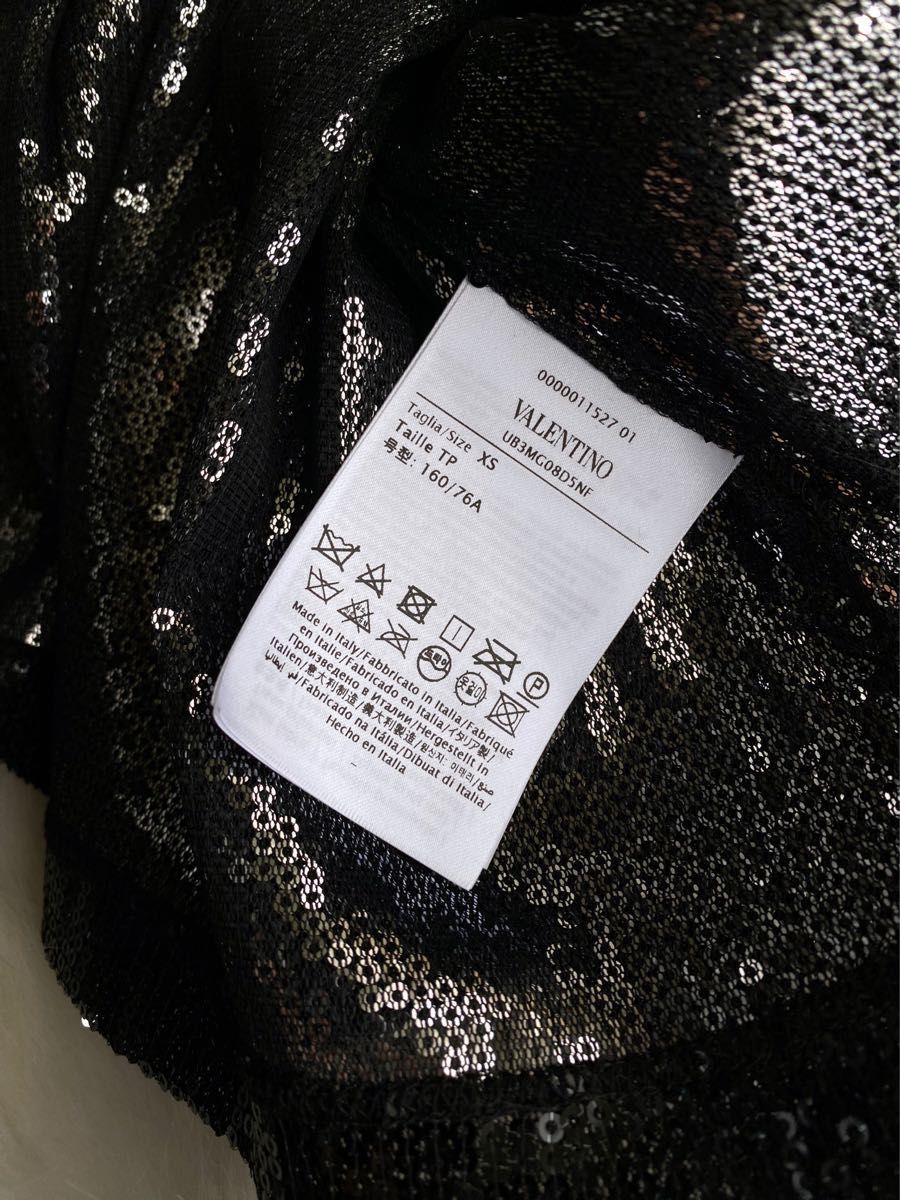 0000011527 01
VALENTINO
UB3MG08D5NF
Taglia/Size XS
Taille TP
号型: 160/76A
드라이
Made in Italy/Fabbricato in Italia/Fabriqué
en Italie/Fabricado en Italia/イタリア製/
Произведено в Италии/Hergestellt in
Italien/意大利制造/義大利製造/원산지: 이태리/صنع
في إيطاليا/Fabricado na Itália/Dibuat di Italia/
Hecho en Italia